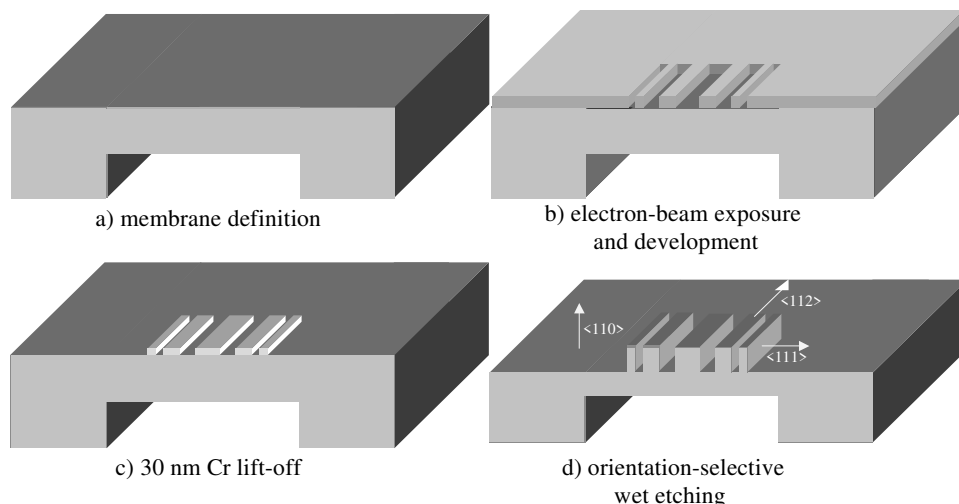 a) membrane definition
b) electron-beam exposure
and development
c) 30 nm Cr lift-off
<110>
<112>
<111>
d) orientation-selective
wet etching